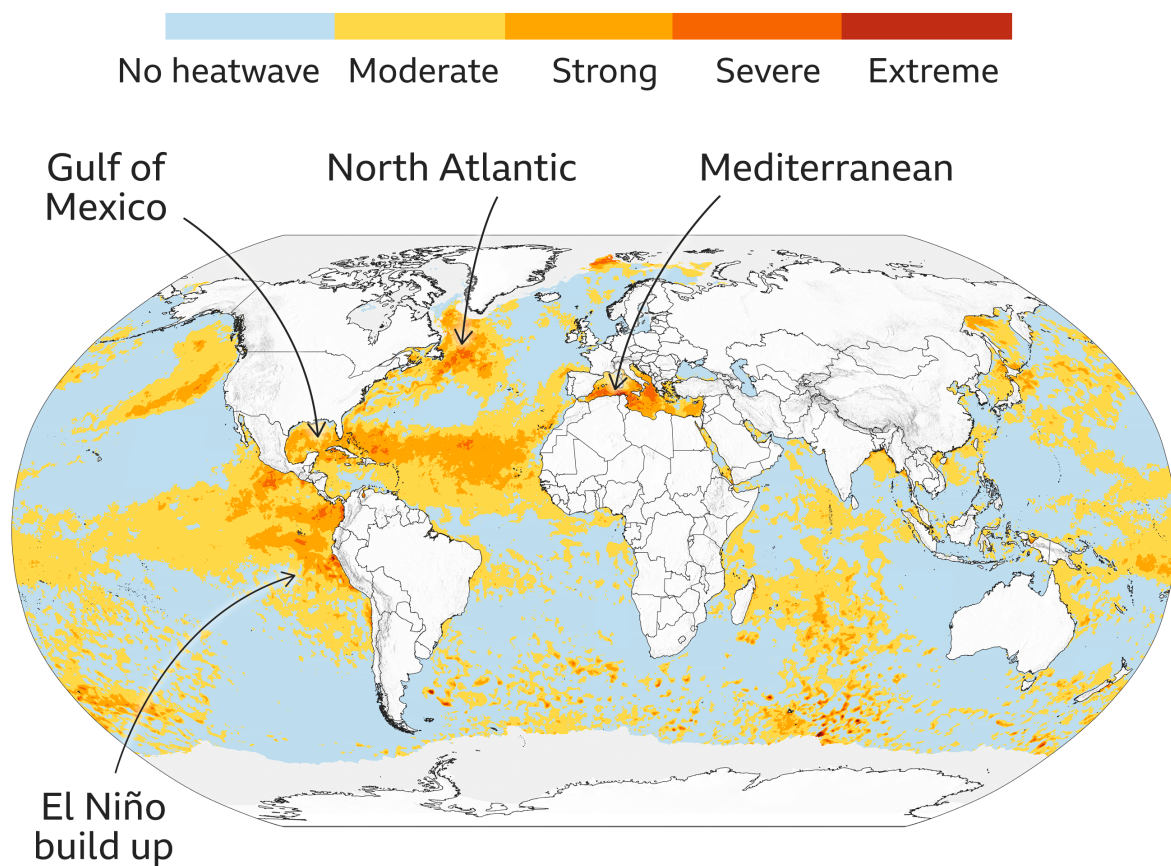 No heatwave
Moderate
Strong
Severe
Extreme
Gulf of
Mexico
North Atlantic
Mediterranean
El Niño
build up